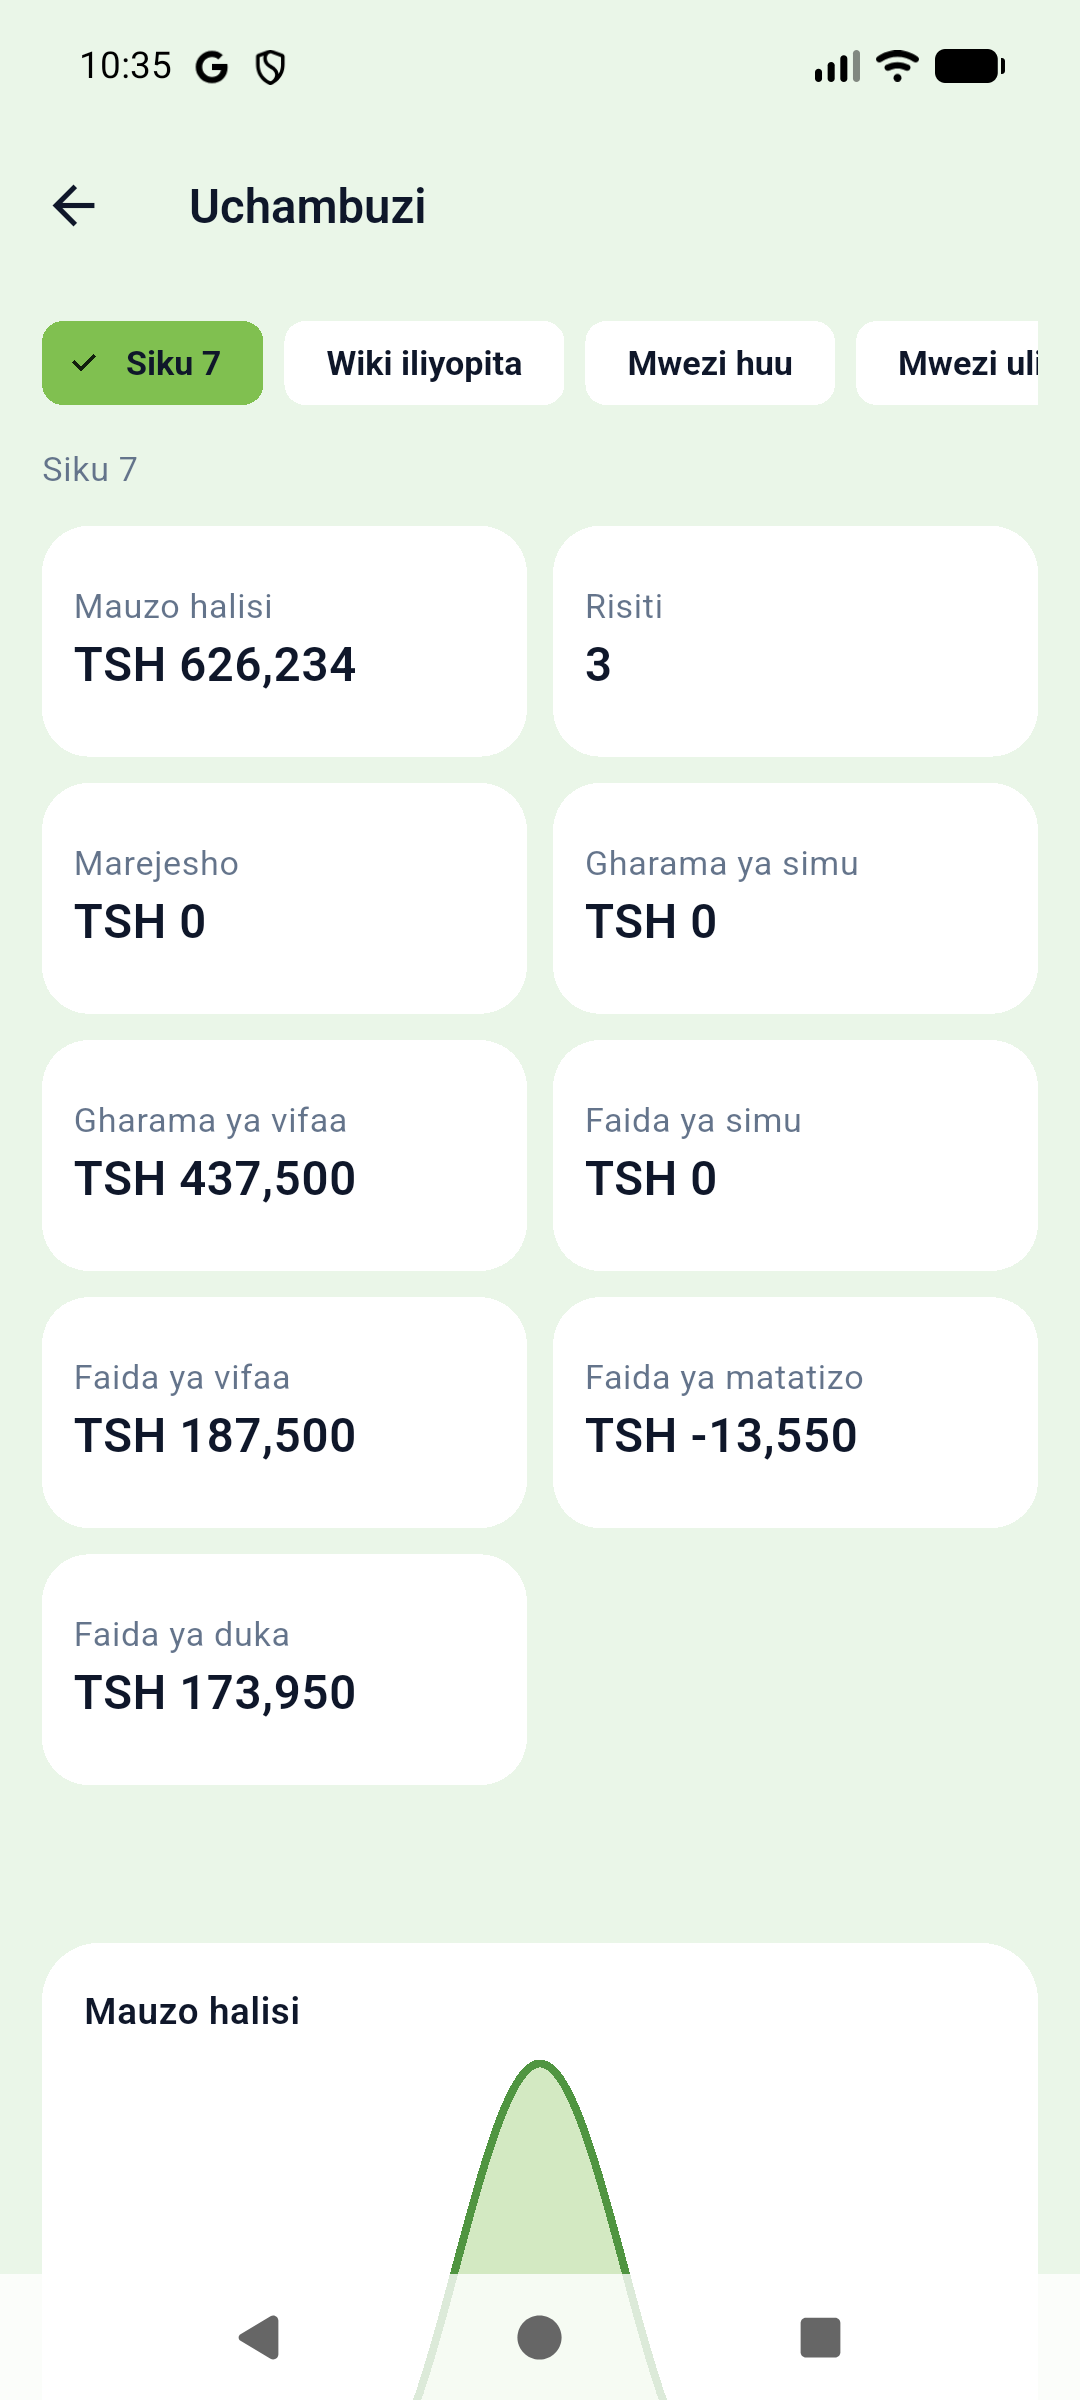 10:35
Uchambuzi
Siku 7
Wiki iliyopita
Mwezi huu
Mwezi uli
Siku 7
Mauzo halisi
TSH 626,234
Risiti
3
Marejesho
TSH 0
Gharama ya simu
TSH 0
Gharama ya vifaa
TSH 437,500
Faida ya simu
TSH 0
Faida ya vifaa
TSH 187,500
Faida ya matatizo
TSH -13,550
Faida ya duka
TSH 173,950
Mauzo halisi